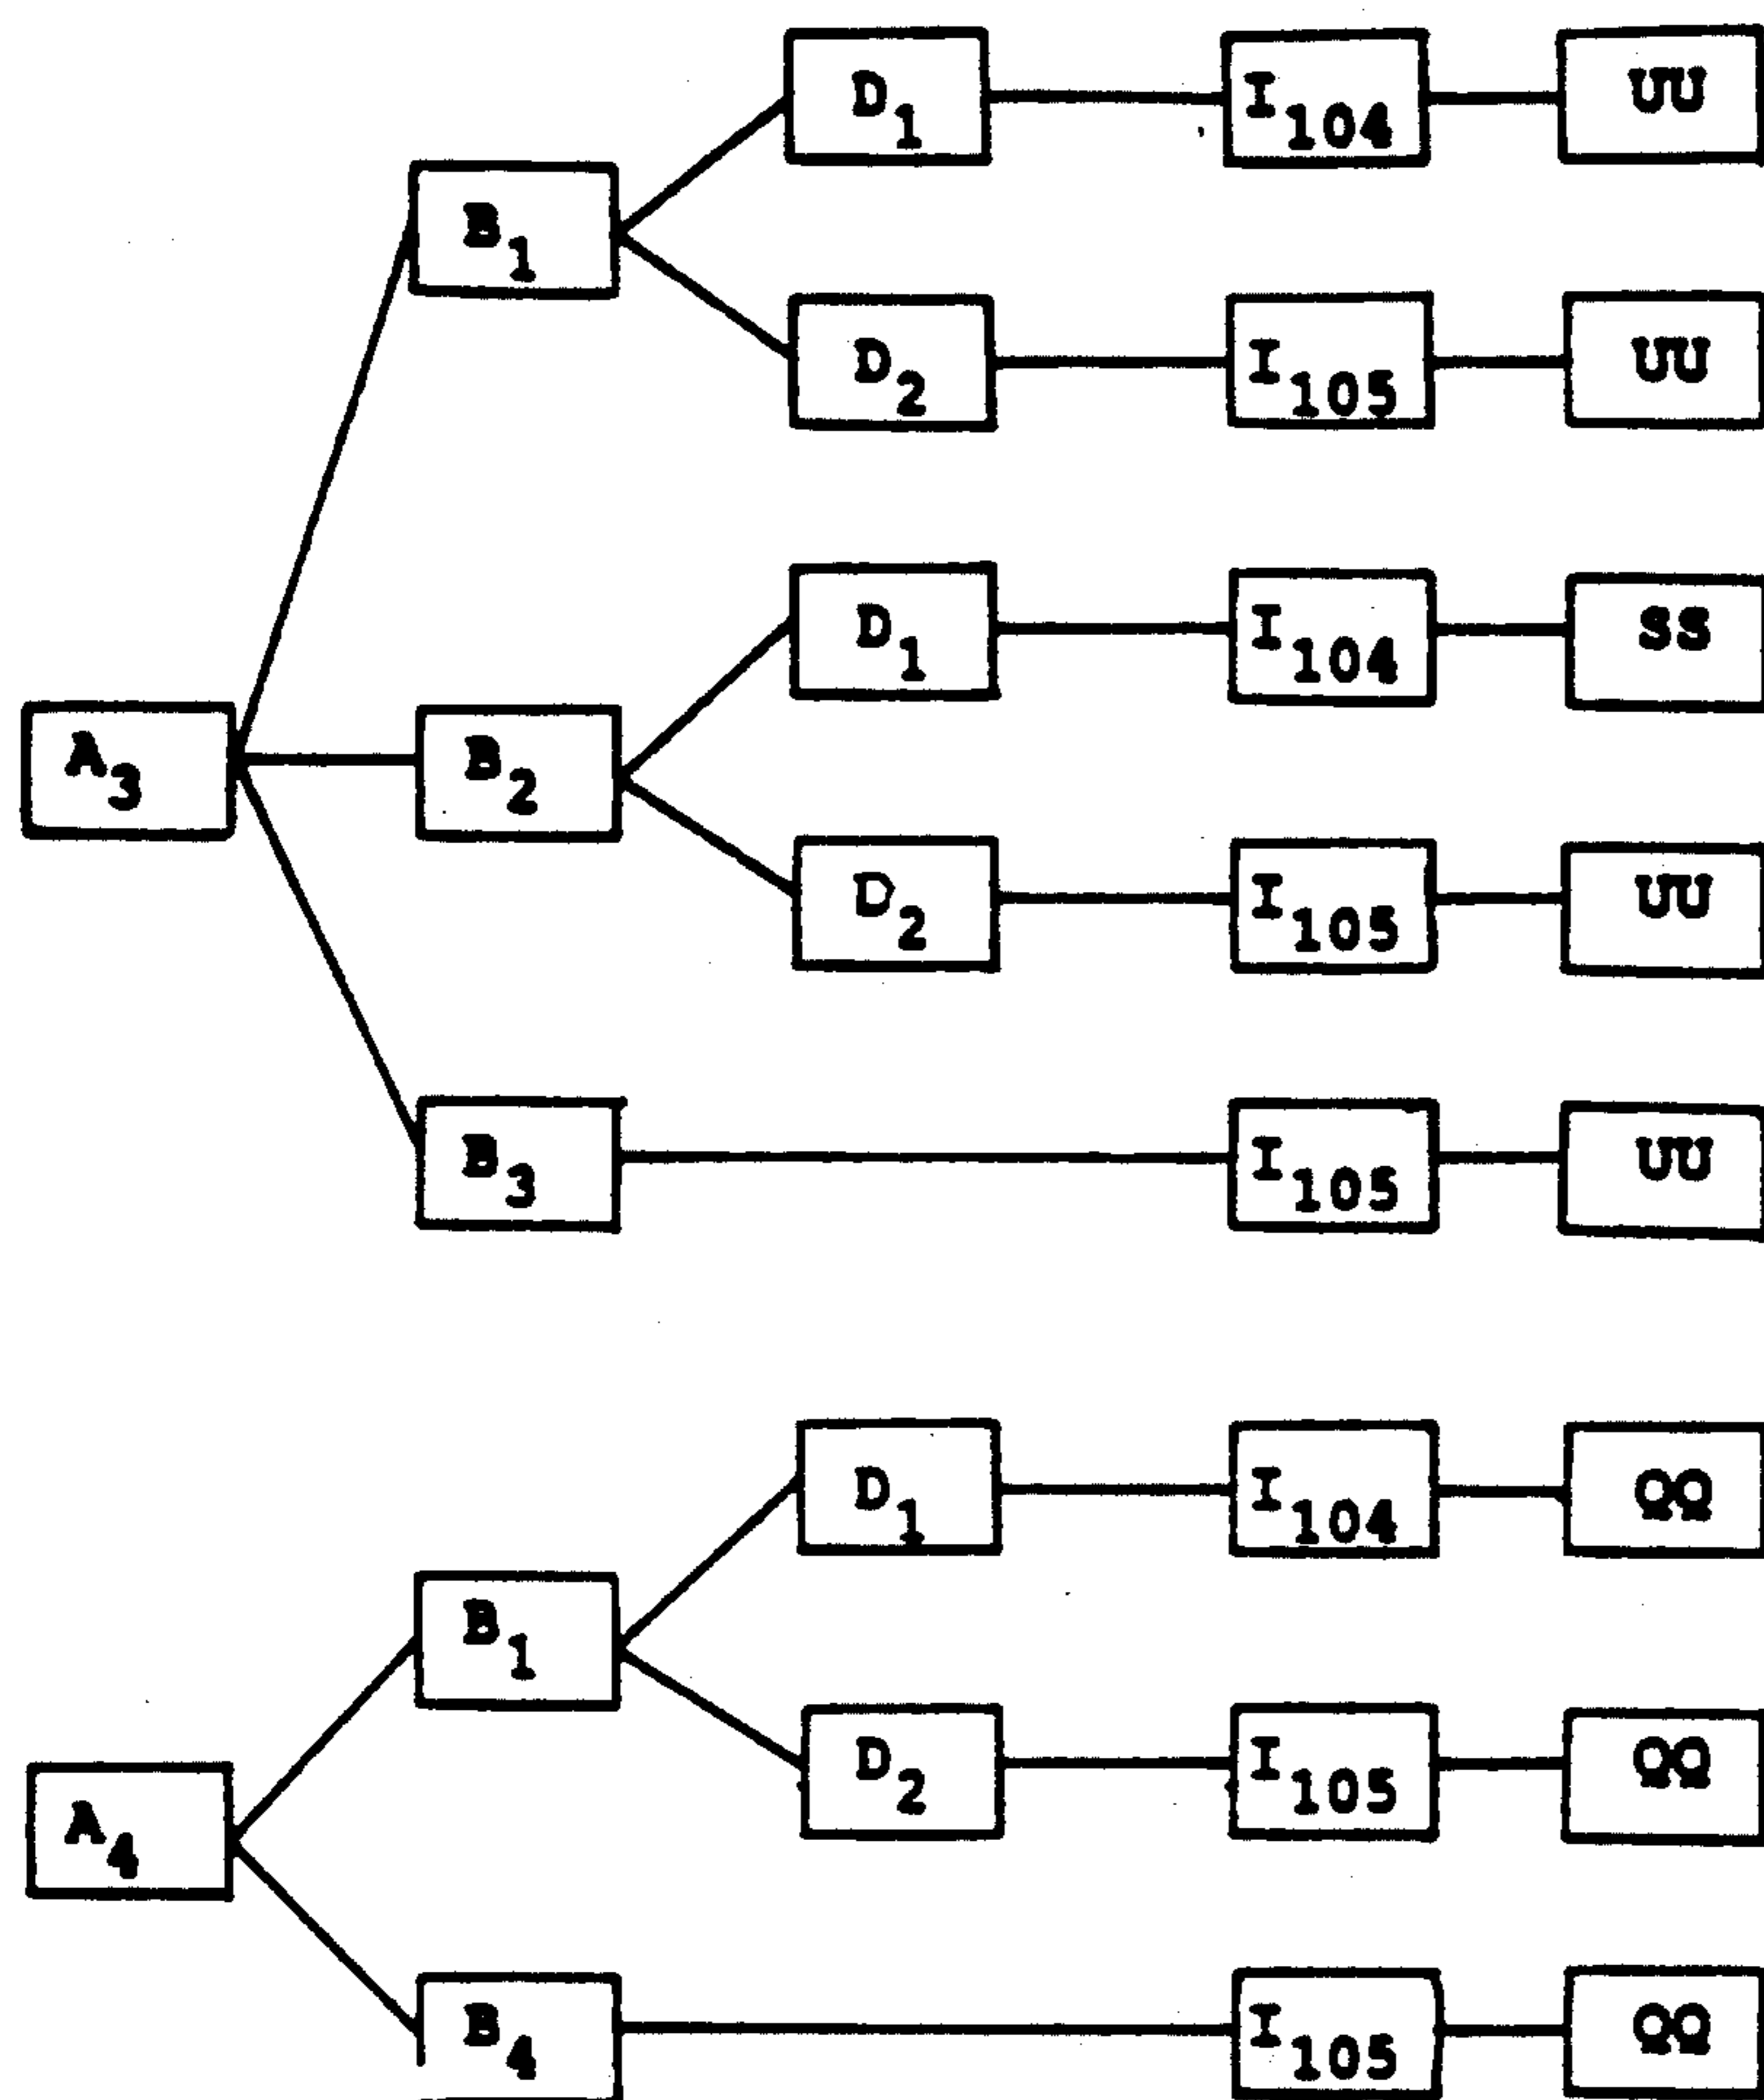 D1 I104 UU
B1
D2 I105 UU
D1 I104 SS
A3 B2
D2 I105 UU
B3 I105 UU
D1 I104 QQ
B1
D2 I105 QQ
A4
B4 I105 QQ